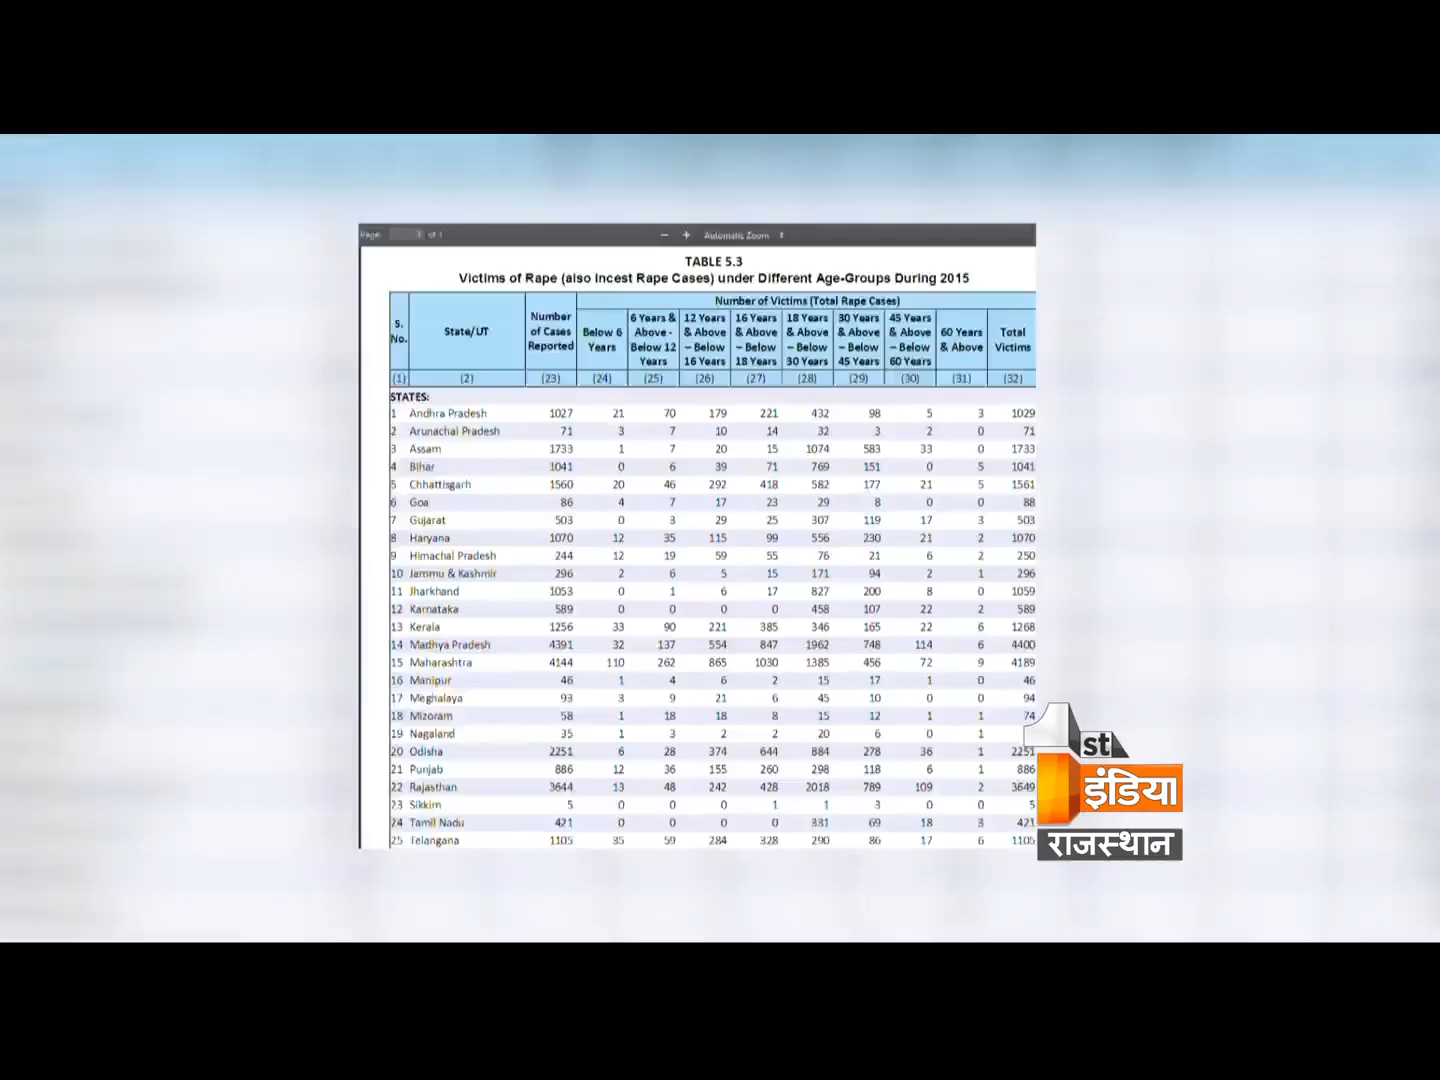 Page: 1 of 1 − + Automatic Zoom
TABLE 5.3
Victims of Rape (also Incest Rape Cases) under Different Age-Groups During 2015
S. No. State/UT Number of Cases Reported Number of Victims (Total Rape Cases)
Below 6 Years 6 Years & Above - Below 12 Years 12 Years & Above – Below 16 Years 16 Years & Above – Below 18 Years 18 Years & Above – Below 30 Years 30 Years & Above – Below 45 Years 45 Years & Above – Below 60 Years 60 Years & Above Total Victims
(1) (2) (23) (24) (25) (26) (27) (28) (29) (30) (31) (32)
STATES:
1 Andhra Pradesh 1027 21 70 179 221 432 98 5 3 1029
2 Arunachal Pradesh 71 3 7 10 14 32 3 2 0 71
3 Assam 1733 1 7 20 15 1074 583 33 0 1733
4 Bihar 1041 0 6 39 71 769 151 0 5 1041
5 Chhattisgarh 1560 20 46 292 418 582 177 21 5 1561
6 Goa 86 4 7 17 23 29 8 0 0 88
7 Gujarat 503 0 3 29 25 307 119 17 3 503
8 Haryana 1070 12 35 115 99 556 230 21 2 1070
9 Himachal Pradesh 244 12 19 59 55 76 21 6 2 250
10 Jammu & Kashmir 296 2 6 5 15 171 94 2 1 296
11 Jharkhand 1053 0 1 6 17 827 200 8 0 1059
12 Karnataka 589 0 0 0 0 458 107 22 2 589
13 Kerala 1256 33 90 221 385 346 165 22 6 1268
14 Madhya Pradesh 4391 32 137 554 847 1962 748 114 6 4400
15 Maharashtra 4144 110 262 865 1030 1385 456 72 9 4189
16 Manipur 46 1 4 6 2 15 17 1 0 46
17 Meghalaya 93 3 9 21 6 45 10 0 0 94
18 Mizoram 58 1 18 18 8 15 12 1 1 74
19 Nagaland 35 1 3 2 2 20 6 0 1
20 Odisha 2251 6 28 374 644 884 278 36 1 2251
21 Punjab 886 12 36 155 260 298 118 6 1 886
22 Rajasthan 3644 13 48 242 428 2018 789 109 2 3649
23 Sikkim 5 0 0 0 1 1 3 0 0 5
24 Tamil Nadu 421 0 0 0 0 331 69 18 3 421
25 Telangana 1105 35 59 284 328 290 86 17 6 1105
1st
इंडिया
राजस्थान